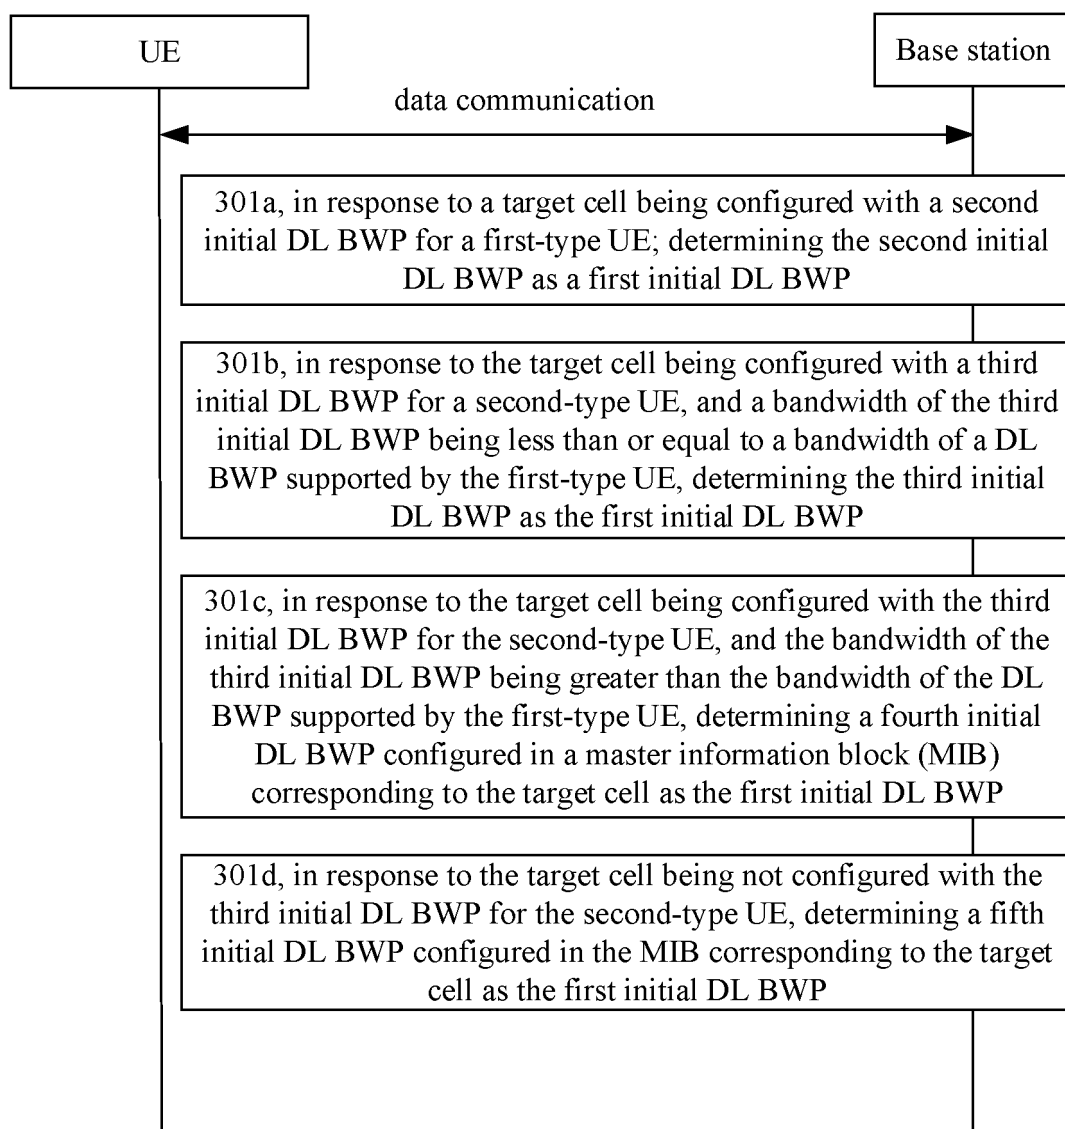 UE
Base station
data communication
301a, in response to a target cell being configured with a second
initial DL BWP for a first-type UE; determining the second initial
DL BWP as a first initial DL BWP
301b, in response to the target cell being configured with a third
initial DL BWP for a second-type UE, and a bandwidth of the third
initial DL BWP being less than or equal to a bandwidth of a DL
BWP supported by the first-type UE, determining the third initial
DL BWP as the first initial DL BWP
301c, in response to the target cell being configured with the third
initial DL BWP for the second-type UE, and the bandwidth of the
third initial DL BWP being greater than the bandwidth of the DL
BWP supported by the first-type UE, determining a fourth initial
DL BWP configured in a master information block (MIB)
corresponding to the target cell as the first initial DL BWP
301d, in response to the target cell being not configured with the
third initial DL BWP for the second-type UE, determining a fifth
initial DL BWP configured in the MIB corresponding to the target
cell as the first initial DL BWP